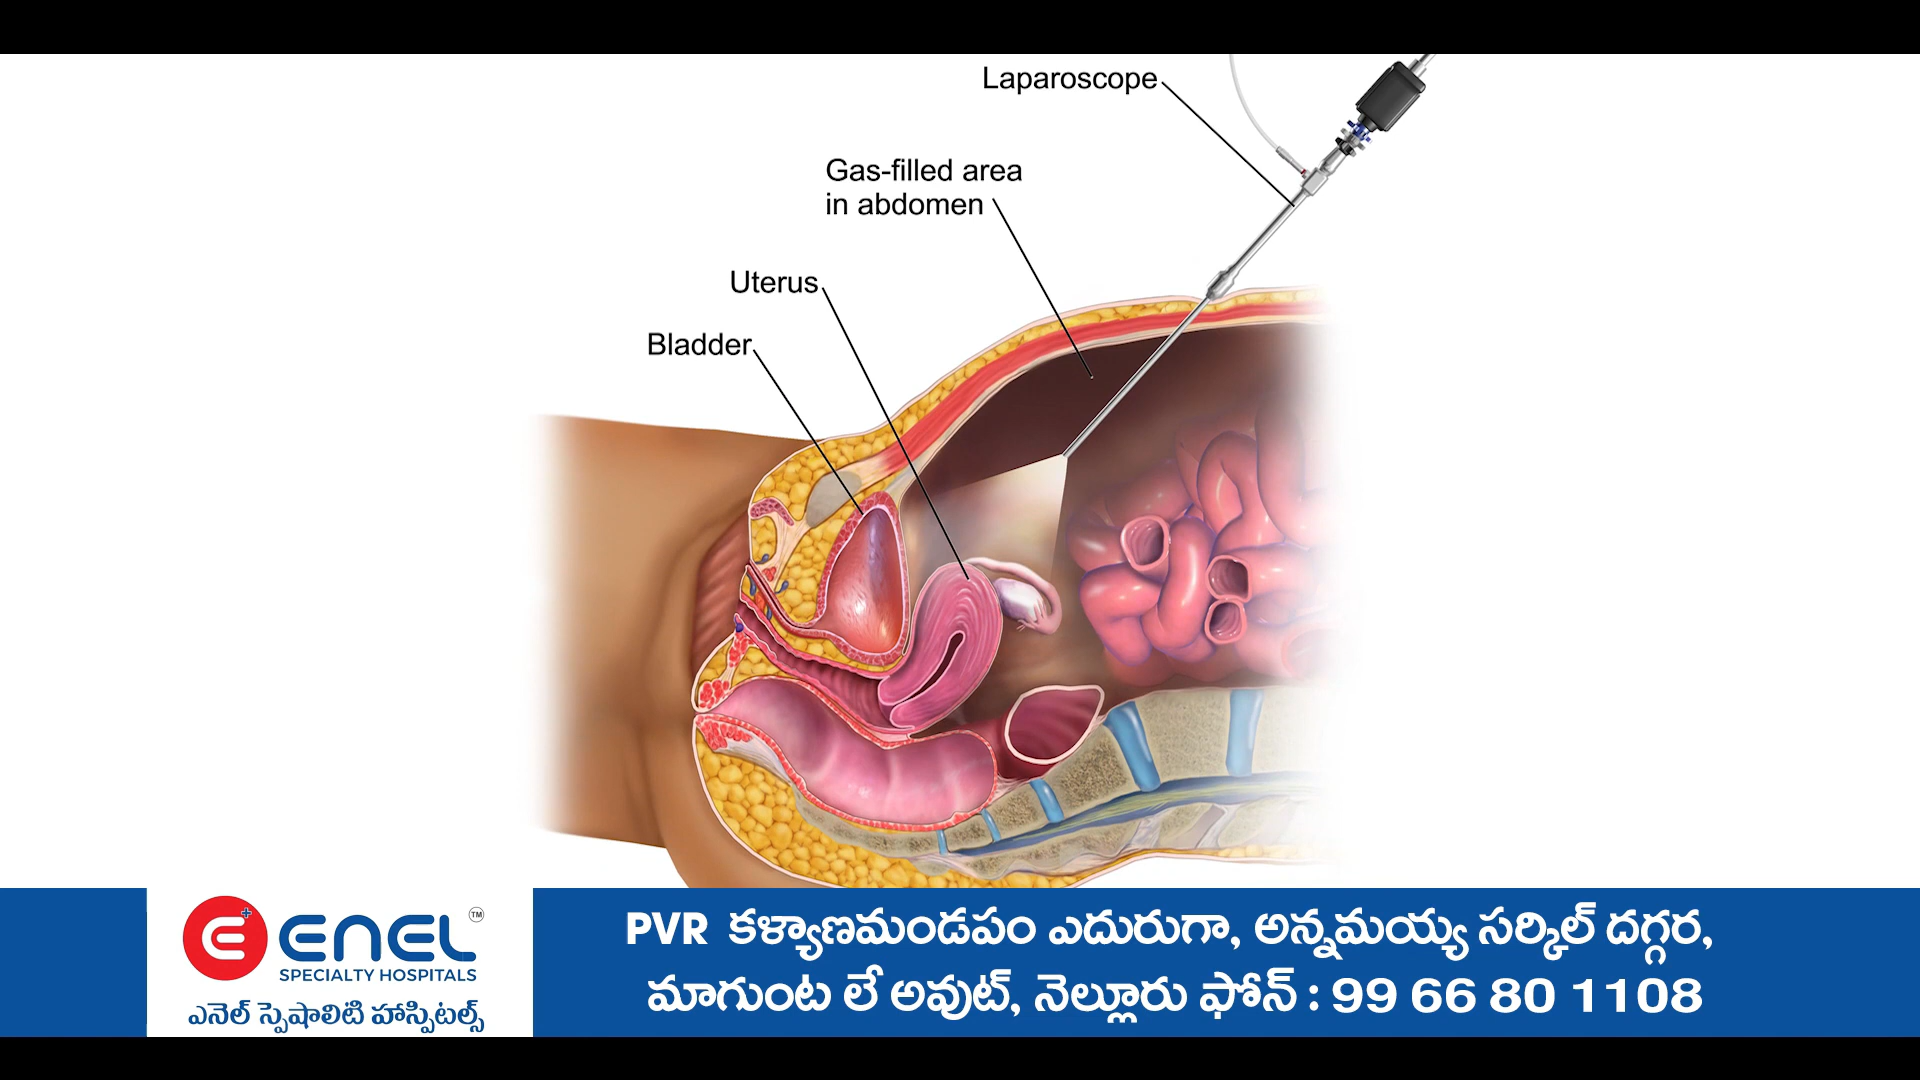 Laparoscope
Gas-filled area
in abdomen
Uterus
Bladder
ENEL™
SPECIALTY HOSPITALS
ఎనెల్ స్పెషాలిటి హాస్పిటల్స్
PVR కళ్యాణమండపం ఎదురుగా, అన్నమయ్య సర్కిల్ దగ్గర,
మాగుంట లే అవుట్, నెల్లూరు ఫోన్ : 99 66 80 1108